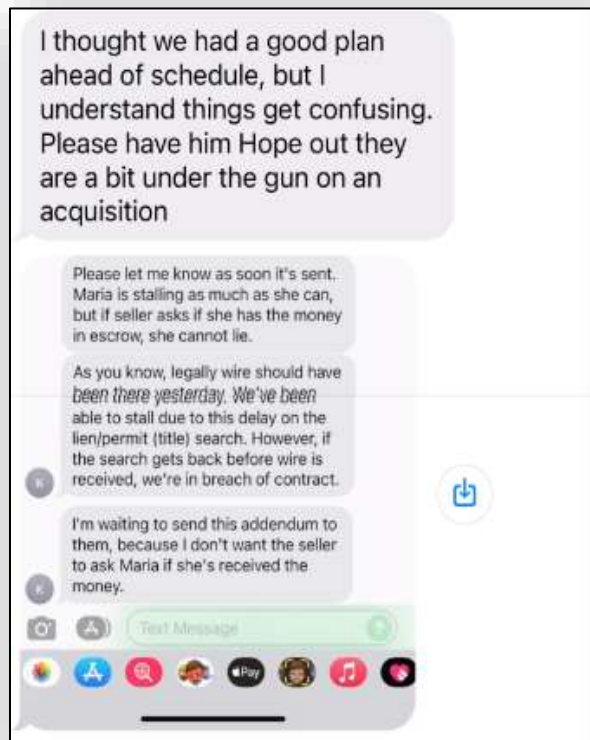 I thought we had a good plan
ahead of schedule, but I
understand things get confusing.
Please have him Hope out they
are a bit under the gun on an
acquisition
Please let me know as soon it's sent.
Maria is stalling as much as she can,
but if seller asks if she has the money
in escrow, she cannot lie.
As you know, legally wire should have
been there yesterday. We've been
able to stall due to this delay on the
lien/permit (title) search. However, if
the search gets back before wire is
received, we're in breach of contract.
K
I'm waiting to send this addendum to
them, because I don't want the seller
to ask Maria if she's received the
money.
K
Text Message
Pay